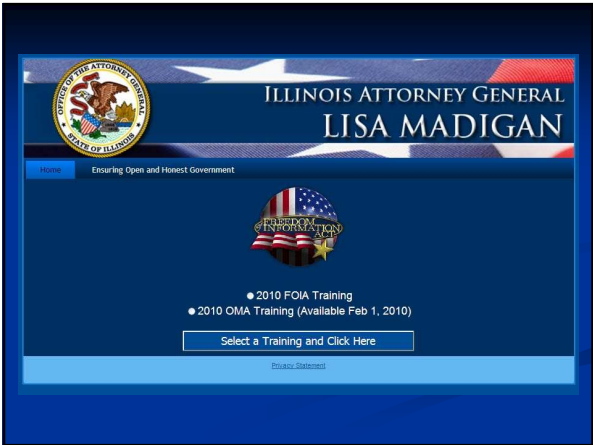 OFFICE OF THE ATTORNEY GENERAL
STATE OF ILLINOIS
ILLINOIS ATTORNEY GENERAL
LISA MADIGAN
Home
Ensuring Open and Honest Government
FREEDOM
OF INFORMATION
ACT
2010 FOIA Training
2010 OMA Training (Available Feb 1, 2010)
Select a Training and Click Here
Privacy Statement